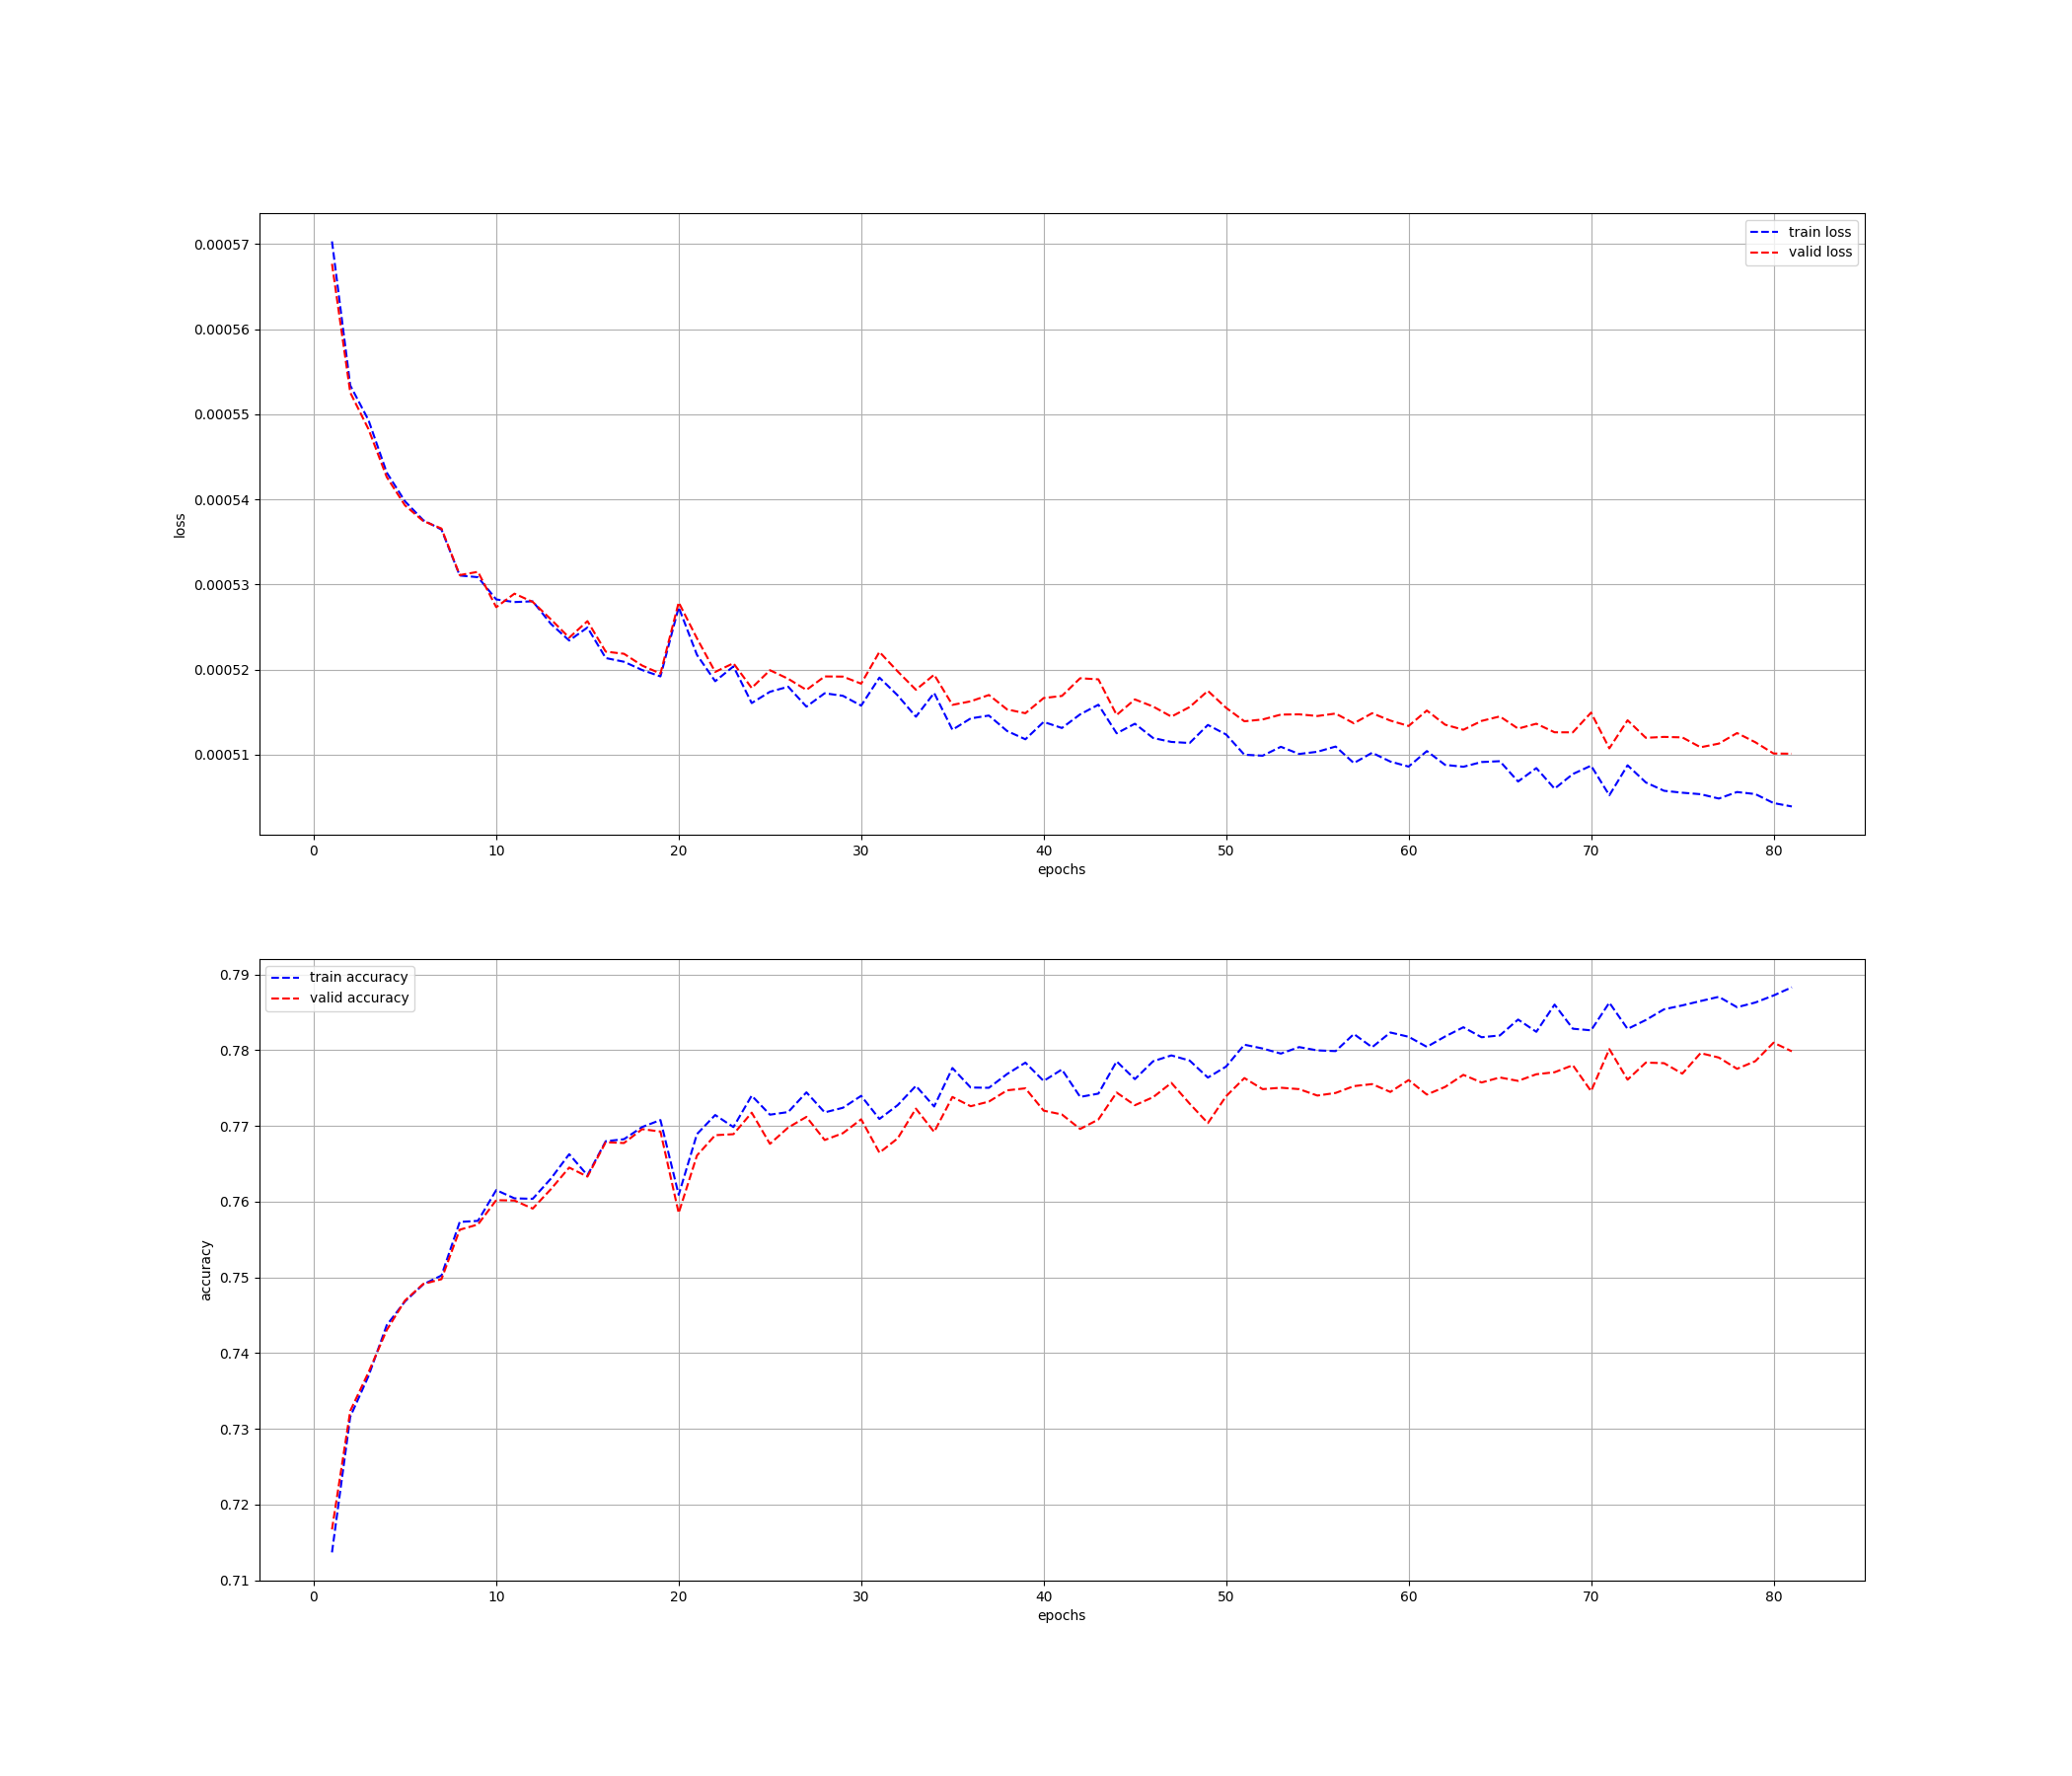 0.00057
0.00056
0.00055
0.00054
0.00053
0.00052
0.00051
loss
train loss
valid loss
0 10 20 30 40 50 60 70 80
epochs
0.79
0.78
0.77
0.76
0.75
0.74
0.73
0.72
0.71
accuracy
train accuracy
valid accuracy
0 10 20 30 40 50 60 70 80
epochs